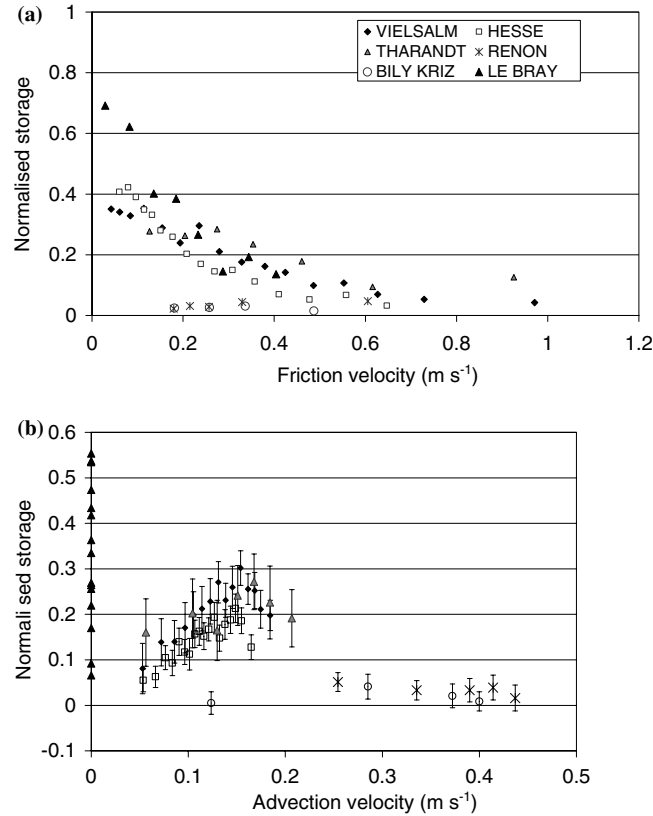 (a)
1
0.8
0.6
0.4
0.2
0
Normalised storage
VIELSALM HESSE
THARANDT RENON
BILY KRIZ LE BRAY
0 0.2 0.4 0.6 0.8 1 1.2
Friction velocity (m s-1)
(b)
0.6
0.5
0.4
0.3
0.2
0.1
0
-0.1
Normali sed storage
0 0.1 0.2 0.3 0.4 0.5
Advection velocity (m s-1)